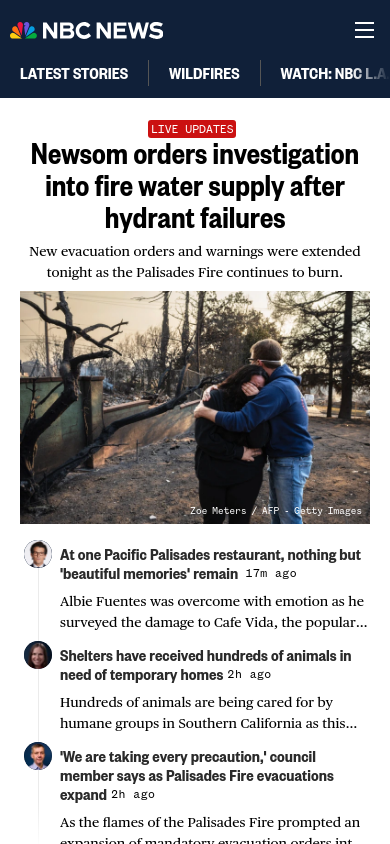 NBC NEWS
LATEST STORIES
WILDFIRES
WATCH: NBC L.A.
LIVE UPDATES
Newsom orders investigation
into fire water supply after
hydrant failures
New evacuation orders and warnings were extended
tonight as the Palisades Fire continues to burn.
Zoe Meters / AFP - Getty Images
At one Pacific Palisades restaurant, nothing but
'beautiful memories' remain 17m ago
Albie Fuentes was overcome with emotion as he
surveyed the damage to Cafe Vida, the popular...
Shelters have received hundreds of animals in
need of temporary homes 2h ago
Hundreds of animals are being cared for by
humane groups in Southern California as this...
'We are taking every precaution,' council
member says as Palisades Fire evacuations
expand 2h ago
As the flames of the Palisades Fire prompted an
expansion of mandatory evacuation orders int